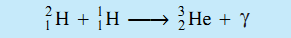 ²₁H + ¹₁H ⟶ ³₂He + γ